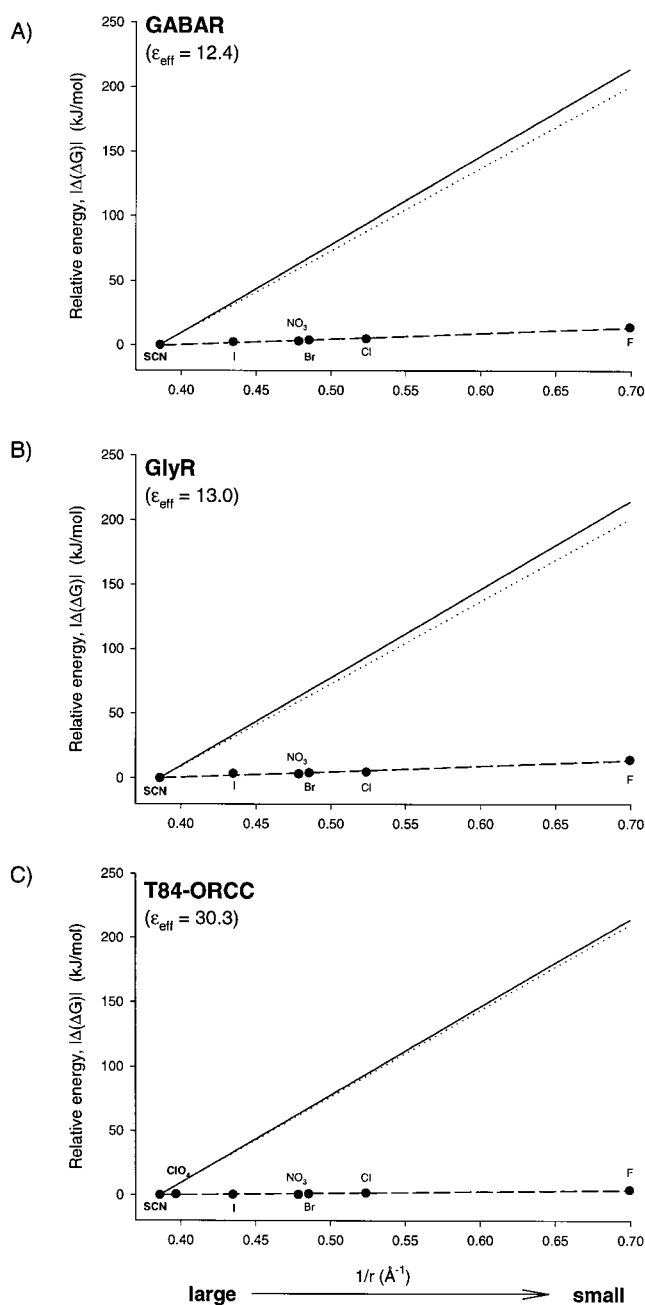 A)
GABAR
(εeff = 12.4)
Relative energy, |Δ(ΔG)| (kJ/mol)
250
200
150
100
50
0
SCN
I
NO3
Br
Cl
F
0.40 0.45 0.50 0.55 0.60 0.65 0.70
B)
GlyR
(εeff = 13.0)
Relative energy, |Δ(ΔG)| (kJ/mol)
250
200
150
100
50
0
SCN
I
NO3
Br
Cl
F
0.40 0.45 0.50 0.55 0.60 0.65 0.70
C)
T84-ORCC
(εeff = 30.3)
Relative energy, |Δ(ΔG)| (kJ/mol)
250
200
150
100
50
0
SCN
ClO4
I
NO3
Br
Cl
F
0.40 0.45 0.50 0.55 0.60 0.65 0.70
1/r (Å-1)
large small